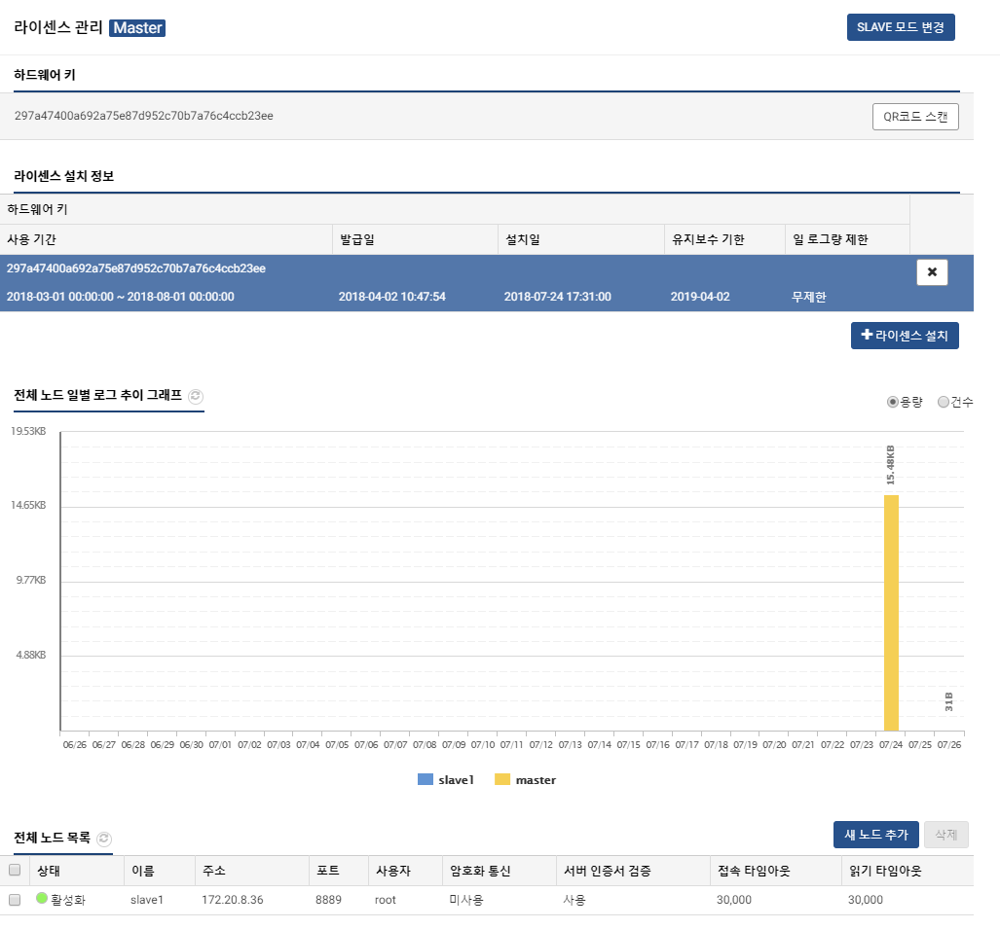 라이센스 관리 Master
SLAVE 모드 변경
하드웨어 키
297a47400a692a75e87d952c70b7a76c4ccb23ee
QR코드 스캔
라이센스 설치 정보
하드웨어 키
사용 기간 발급일 설치일 유지보수 기한 일 로그량 제한
297a47400a692a75e87d952c70b7a76c4ccb23ee
2018-03-01 00:00:00 ~ 2018-08-01 00:00:00 2018-04-02 10:47:54 2018-07-24 17:31:00 2019-04-02 무제한
라이센스 설치
전체 노드 일별 로그 추이 그래프
용량 건수
19.53KB
15.48KB
14.65KB
9.77KB
4.88KB
31B
06/26 06/27 06/28 06/29 06/30 07/01 07/02 07/03 07/04 07/05 07/06 07/07 07/08 07/09 07/10 07/11 07/12 07/13 07/14 07/15 07/16 07/17 07/18 07/19 07/20 07/21 07/22 07/23 07/24 07/25 07/26
slave1 master
전체 노드 목록
새 노드 추가 삭제
상태 이름 주소 포트 사용자 암호화 통신 서버 인증서 검증 접속 타임아웃 읽기 타임아웃
활성화 slave1 172.20.8.36 8889 root 미사용 사용 30,000 30,000